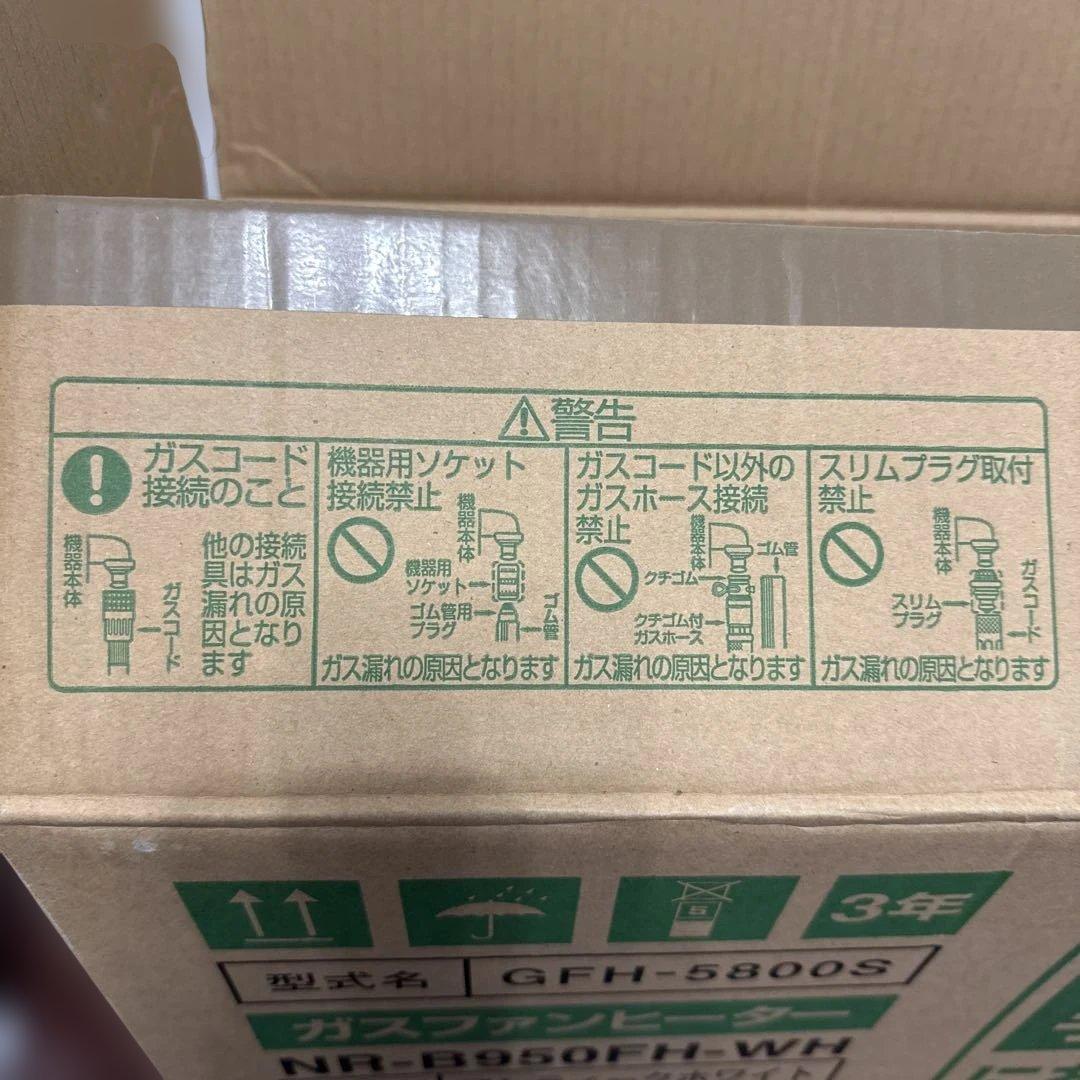 警告
ガスコード
接続のこと
機器本体
ガスコード
他の接続
具はガス
漏れの原
因となり
ます
機器用ソケット
接続禁止
機器本体
機器用
ソケット
ゴム管用
プラグ
ゴム管
ガス漏れの原因となります
ガスコード以外の
ガスホース接続
禁止
機器本体
ゴム管
クチゴム
クチゴム付
ガスホース
ガス漏れの原因となります
スリムプラグ取付
禁止
機器本体
スリム
プラグ
ガスコード
ガス漏れの原因となります
5
3年
型式名 GFH-5800S
ガスファンヒーター
NR-B950FH-WH
ホワイト